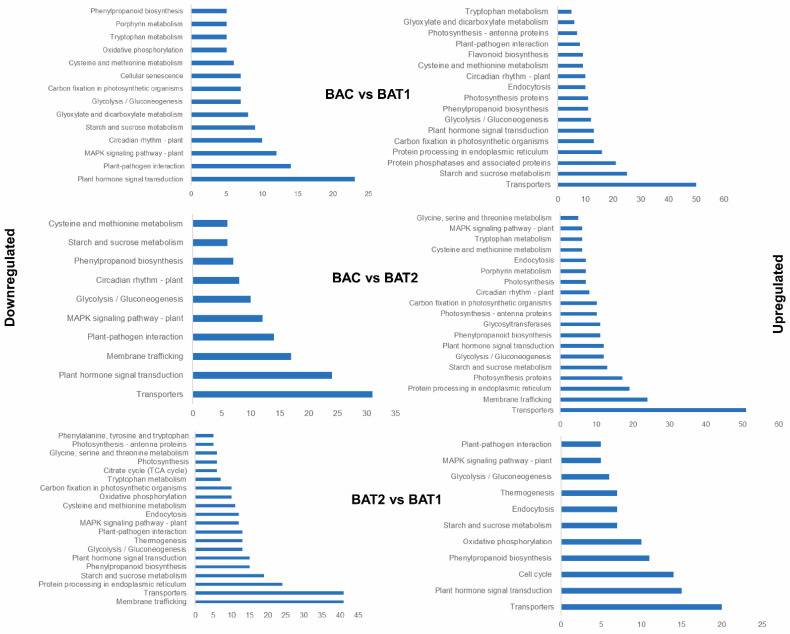 Downregulated
BAC vs BAT1
Phenylpropanoid biosynthesis
Porphyrin metabolism
Tryptophan metabolism
Oxidative phosphorylation
Cysteine and methionine metabolism
Cellular senescence
Carbon fixation in photosynthetic organisms
Glycolysis / Gluconeogenesis
Glyoxylate and dicarboxylate metabolism
Starch and sucrose metabolism
Circadian rhythm - plant
MAPK signaling pathway - plant
Plant-pathogen interaction
Plant hormone signal transduction
0 5 10 15 20 25
Tryptophan metabolism
Glyoxylate and dicarboxylate metabolism
Photosynthesis - antenna proteins
Plant-pathogen interaction
Flavonoid biosynthesis
Cysteine and methionine metabolism
Circadian rhythm - plant
Endocytosis
Photosynthesis proteins
Phenylpropanoid biosynthesis
Glycolysis / Gluconeogenesis
Plant hormone signal transduction
Carbon fixation in photosynthetic organisms
Protein processing in endoplasmic reticulum
Protein phosphatases and associated proteins
Starch and sucrose metabolism
Transporters
0 10 20 30 40 50 60
BAC vs BAT2
Cysteine and methionine metabolism
Starch and sucrose metabolism
Phenylpropanoid biosynthesis
Circadian rhythm - plant
Glycolysis / Gluconeogenesis
MAPK signaling pathway - plant
Plant-pathogen interaction
Membrane trafficking
Plant hormone signal transduction
Transporters
0 5 10 15 20 25 30 35
Glycine, serine and threonine metabolism
MAPK signaling pathway - plant
Tryptophan metabolism
Cysteine and methionine metabolism
Endocytosis
Porphyrin metabolism
Photosynthesis
Circadian rhythm - plant
Carbon fixation in photosynthetic organisms
Photosynthesis - antenna proteins
Glycosyltransferases
Phenylpropanoid biosynthesis
Plant hormone signal transduction
Glycolysis / Gluconeogenesis
Starch and sucrose metabolism
Photosynthesis proteins
Protein processing in endoplasmic reticulum
Membrane trafficking
Transporters
0 10 20 30 40 50 60
Upregulated
BAT2 vs BAT1
Phenylalanine, tyrosine and tryptophan
Photosynthesis - antenna proteins
Glycine, serine and threonine metabolism
Photosynthesis
Citrate cycle (TCA cycle)
Tryptophan metabolism
Carbon fixation in photosynthetic organisms
Oxidative phosphorylation
Cysteine and methionine metabolism
Endocytosis
MAPK signaling pathway - plant
Plant-pathogen interaction
Thermogenesis
Glycolysis / Gluconeogenesis
Plant hormone signal transduction
Phenylpropanoid biosynthesis
Starch and sucrose metabolism
Protein processing in endoplasmic reticulum
Transporters
Membrane trafficking
0 5 10 15 20 25 30 35 40 45
Plant-pathogen interaction
MAPK signaling pathway - plant
Glycolysis / Gluconeogenesis
Thermogenesis
Endocytosis
Starch and sucrose metabolism
Oxidative phosphorylation
Phenylpropanoid biosynthesis
Cell cycle
Plant hormone signal transduction
Transporters
0 5 10 15 20 25